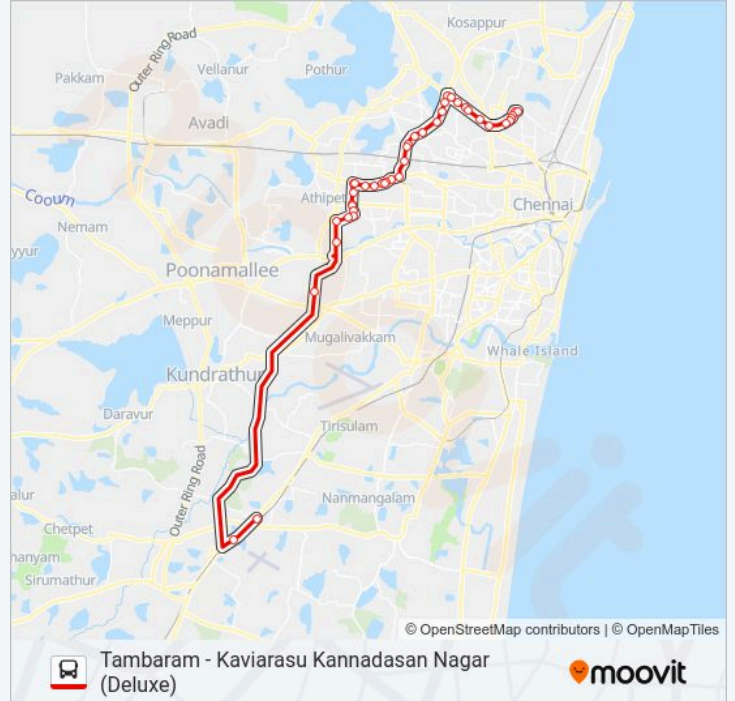 Kosappur
Outer Ring Road
Vellanur
Pothur
Pakkam
Avadi
Cooum
Athipet
Chennai
Nemam
Poonamallee
Meppur
Mugalivakkam
Whale Island
Kundrathur
Daravur
Tirisulam
Outer Ring Road
Nanmangalam
Chetpet
Sirumathur
© OpenStreetMap contributors | © OpenMapTiles
Tambaram - Kaviarasu Kannadasan Nagar
(Deluxe)
moovit